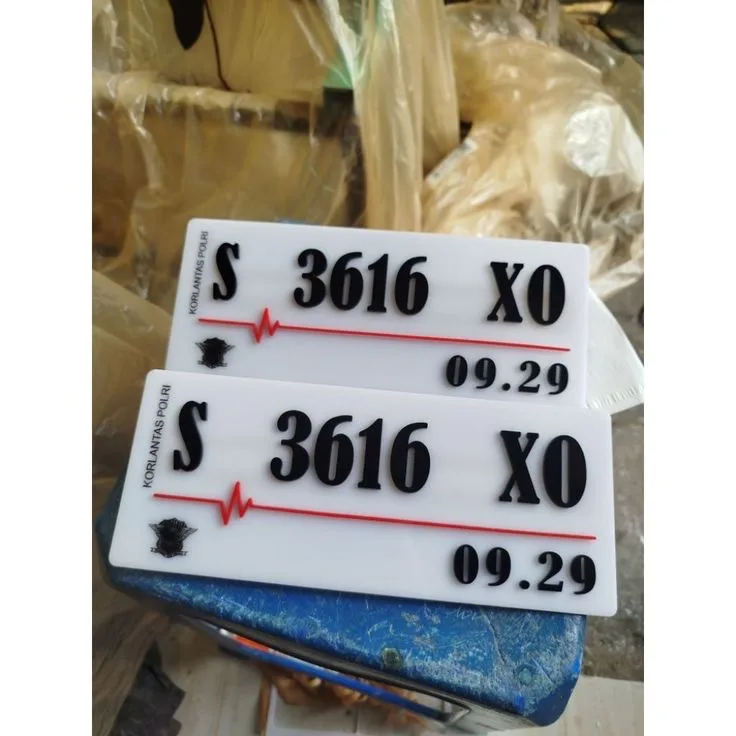 KORLANTAS POLRI
S 3616 XO
09.29
KORLANTAS POLRI
S 3616 XO
09.29